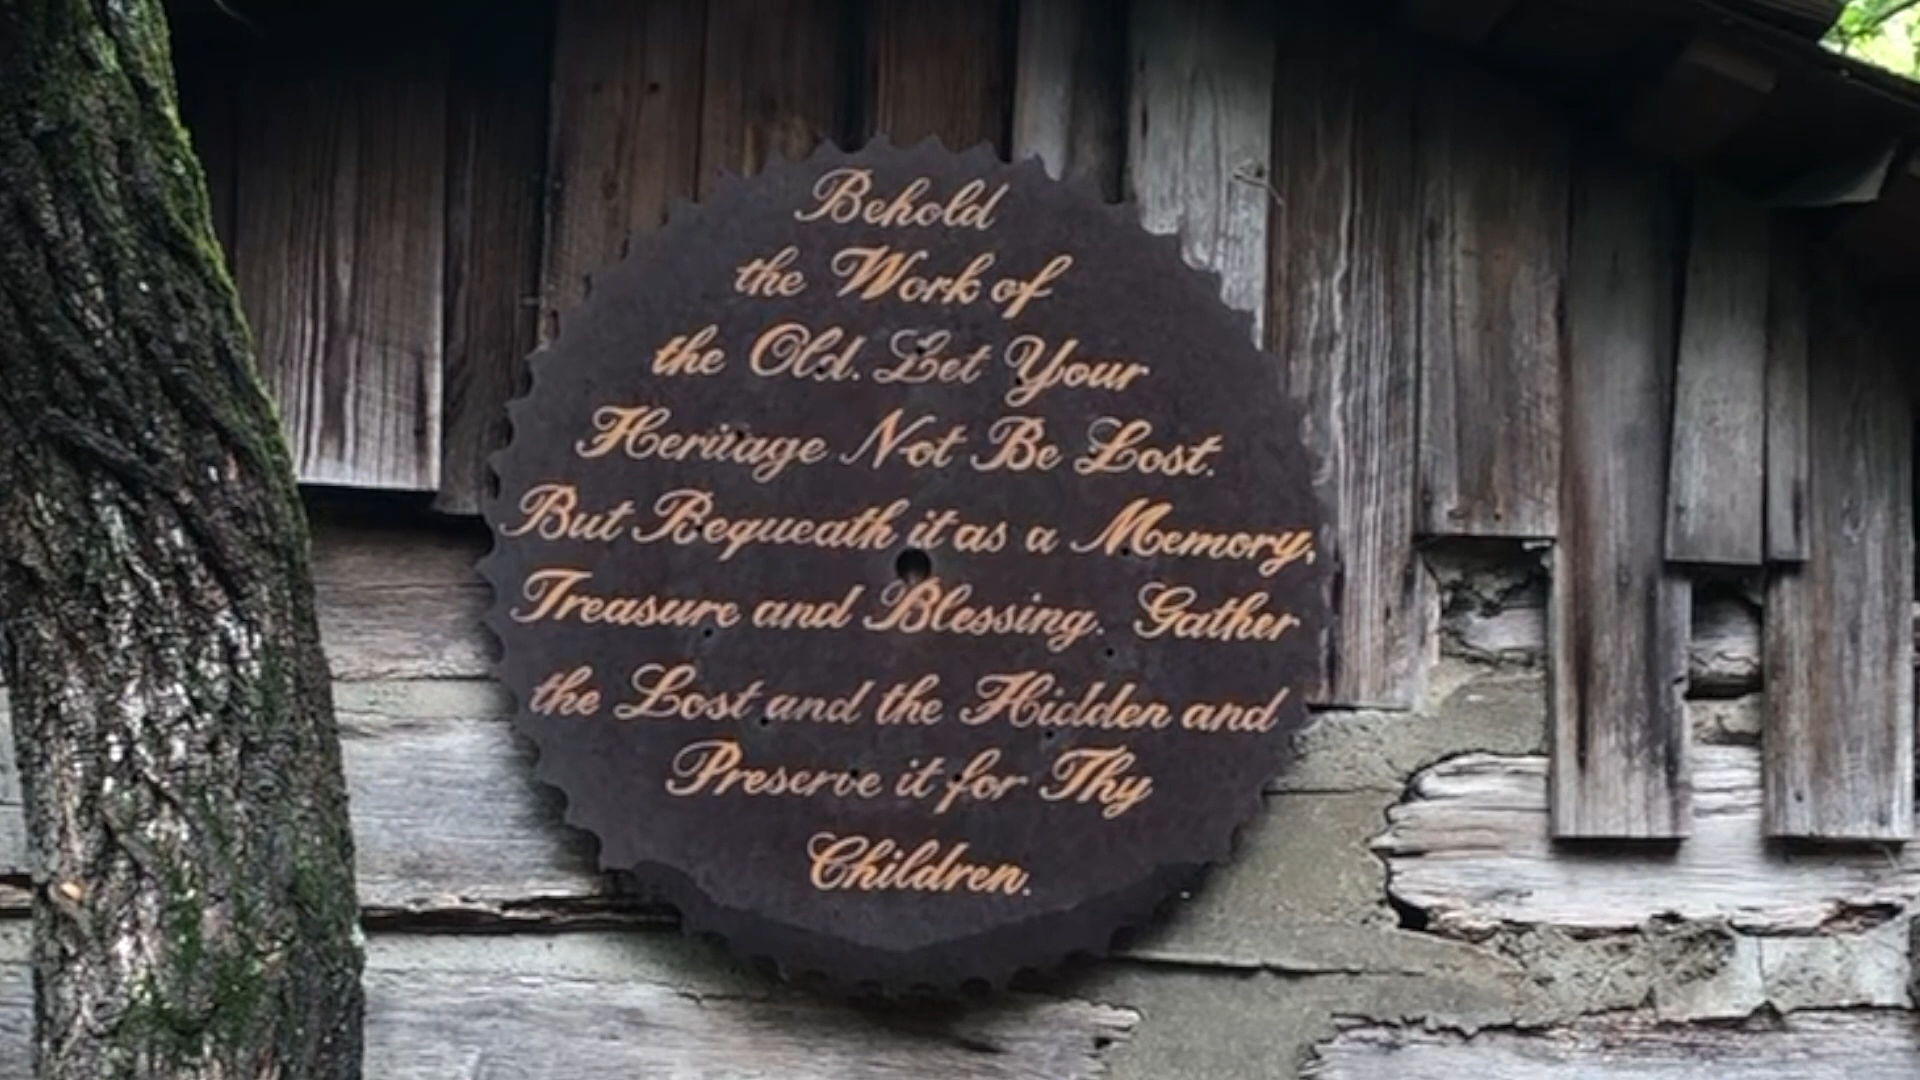 Behold
the Work of
the Old. Let Your
Heritage Not Be Lost.
But Bequeath it as a Memory,
Treasure and Blessing. Gather
the Lost and the Hidden and
Preserve it for Thy
Children.